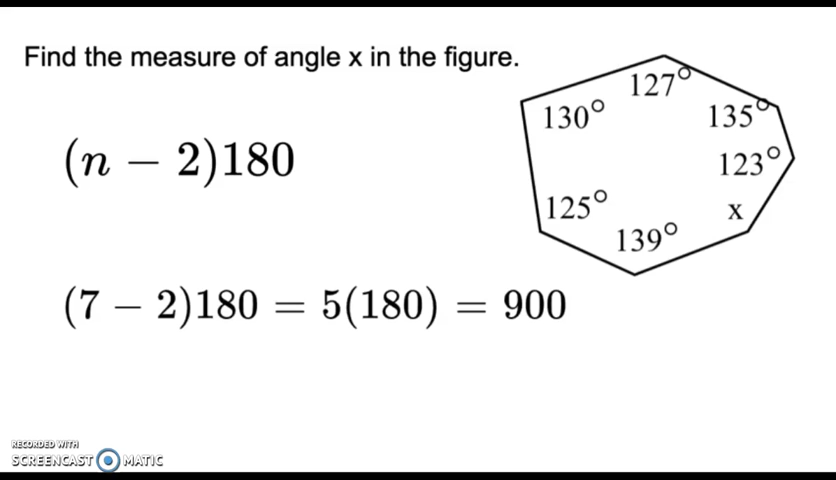 Find the measure of angle x in the figure.
127°
130°
135°
(n − 2)180
123°
125°
x
139°
(7 − 2)180 = 5(180) = 900
RECORDED WITH
SCREENCAST MATIC